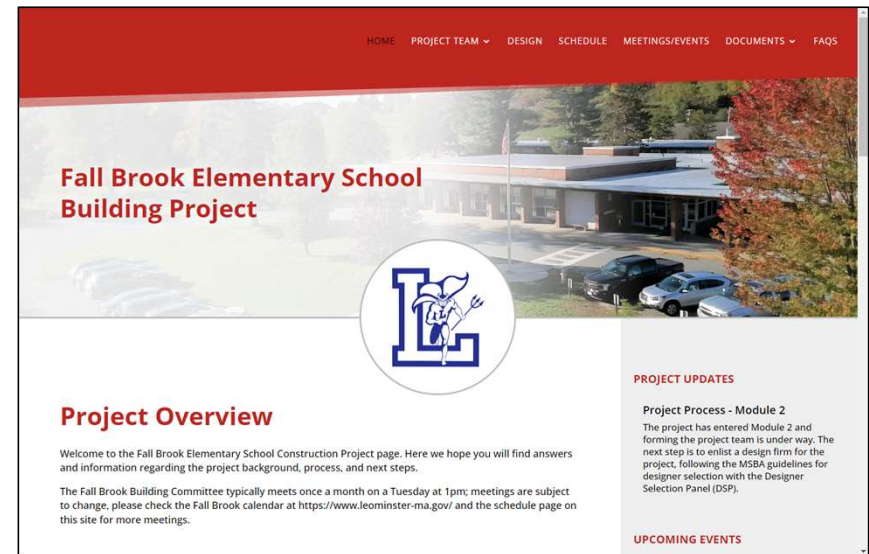 HOME PROJECT TEAM DESIGN SCHEDULE MEETINGS/EVENTS DOCUMENTS FAQS
Fall Brook Elementary School
Building Project
L
L
Project Overview
Welcome to the Fall Brook Elementary School Construction Project page. Here we hope you will find answers
and information regarding the project background, process, and next steps.
The Fall Brook Building Committee typically meets once a month on a Tuesday at 1pm; meetings are subject
to change, please check the Fall Brook calendar at https://www.leominster-ma.gov/ and the schedule page on
this site for more meetings.
PROJECT UPDATES
Project Process - Module 2
The project has entered Module 2 and
forming the project team is under way. The
next step is to enlist a design firm for the
project, following the MSBA guidelines for
designer selection with the Designer
Selection Panel (DSP).
UPCOMING EVENTS